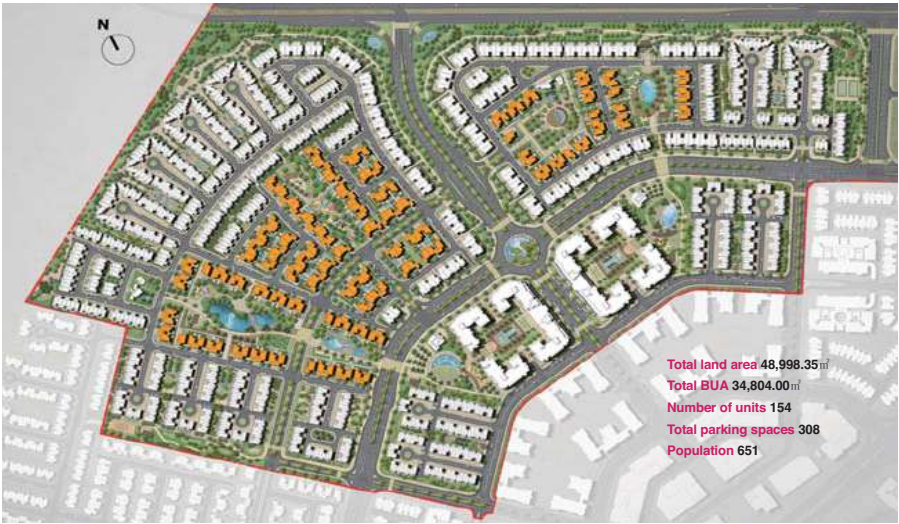 N
Total land area 48,998.35㎡
Total BUA 34,804.00㎡
Number of units 154
Total parking spaces 308
Population 651